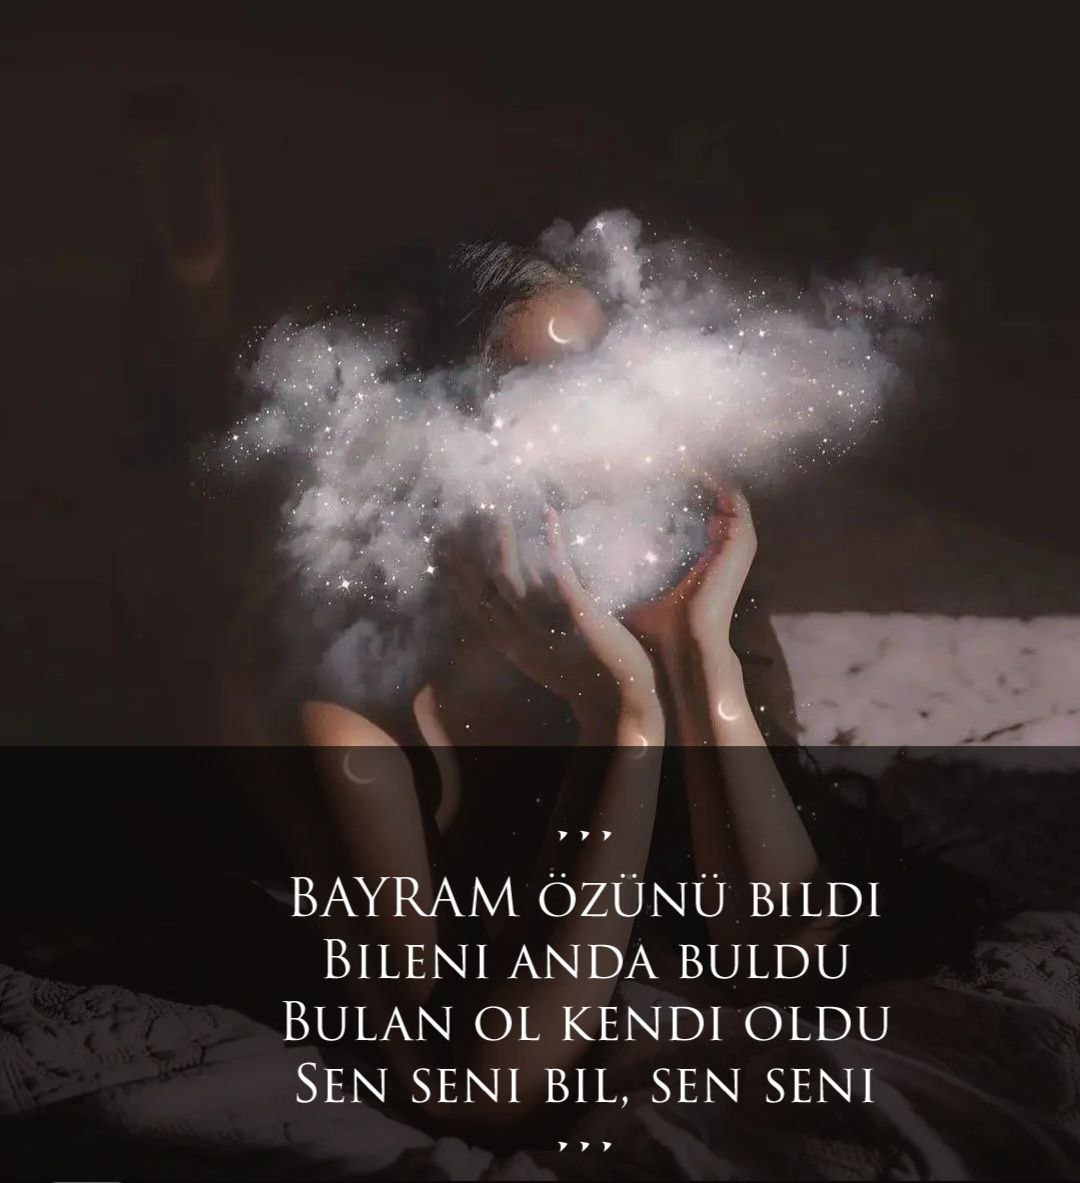 ,,,
BAYRAM ÖZÜNÜ BILDI
BILENI ANDA BULDU
BULAN OL KENDI OLDU
SEN SENI BIL, SEN SENI
,,,